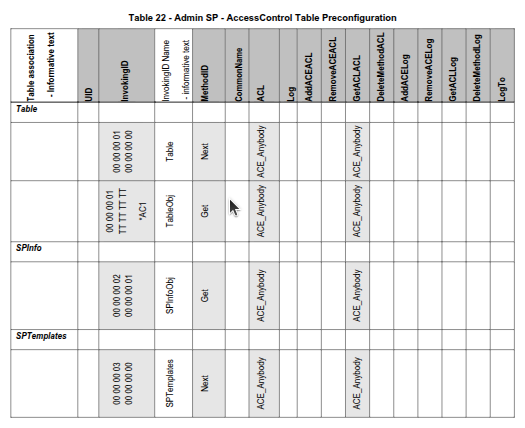 Table 22 - Admin SP - AccessControl Table Preconfiguration
Table association
- Informative text
UID
InvokingID
InvokingID Name
- informative text
MethodID
CommonName
ACL
Log
AddACEACL
RemoveACEACL
GetACLACL
DeleteMethodACL
AddACELog
RemoveACELog
GetACLLog
DeleteMethodLog
LogTo
Table
00 00 00 01
00 00 00 00
Table
Next
ACE_Anybody
ACE_Anybody
00 00 00 01
TT TT TT TT
*AC1
TableObj
Get
ACE_Anybody
ACE_Anybody
SPInfo
00 00 00 02
00 00 00 01
SPInfoObj
Get
ACE_Anybody
ACE_Anybody
SPTemplates
00 00 00 03
00 00 00 00
SPTemplates
Next
ACE_Anybody
ACE_Anybody